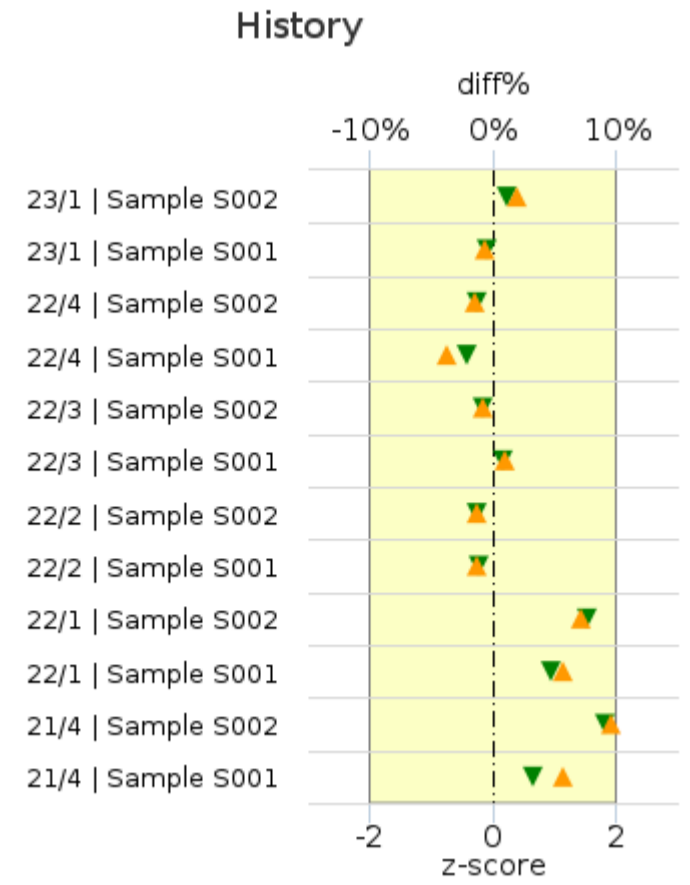 History
diff%
-10% 0% 10%
23/1 | Sample S002
23/1 | Sample S001
22/4 | Sample S002
22/4 | Sample S001
22/3 | Sample S002
22/3 | Sample S001
22/2 | Sample S002
22/2 | Sample S001
22/1 | Sample S002
22/1 | Sample S001
21/4 | Sample S002
21/4 | Sample S001
-2 0 2
z-score